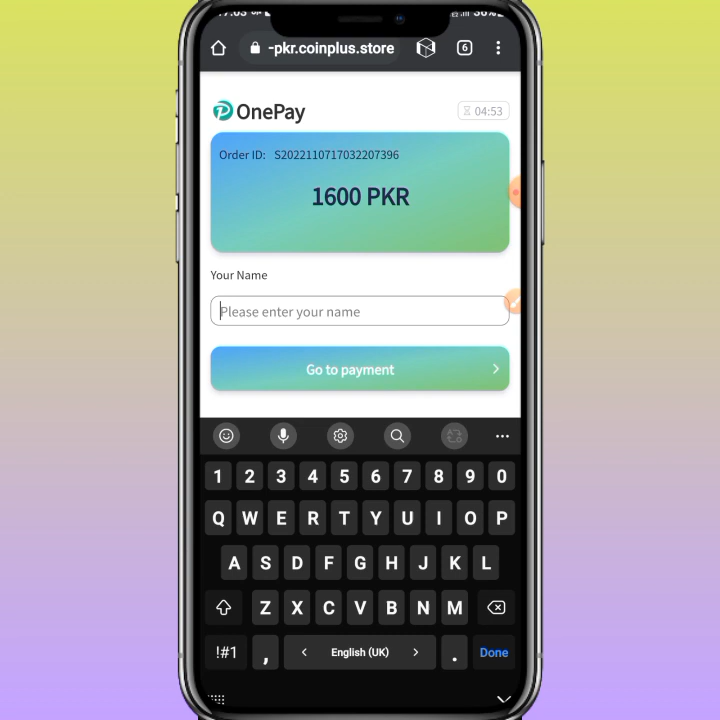 -pkr.coinplus.store
6
OnePay
04:53
Order ID: S2022110717032207396
1600 PKR
Your Name
Please enter your name
Go to payment
1 2 3 4 5 6 7 8 9 0
Q W E R T Y U I O P
A S D F G H J K L
Z X C V B N M
!#1 , English (UK) . Done